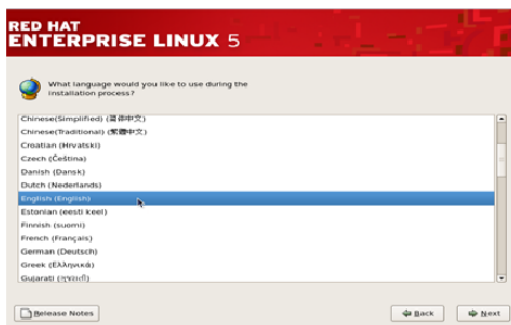 RED HAT
ENTERPRISE LINUX 5
What language would you like to use during the
installation process?
Chinese(Simplified) (简体中文)
Chinese(Traditional) (繁體中文)
Croatian (Hrvatski)
Czech (Čeština)
Danish (Dansk)
Dutch (Nederlands)
English (English)
Estonian (eesti keel)
Finnish (suomi)
French (Français)
German (Deutsch)
Greek (Ελληνικά)
Gujarati (ગુજરાતી)
Release Notes
Back
Next